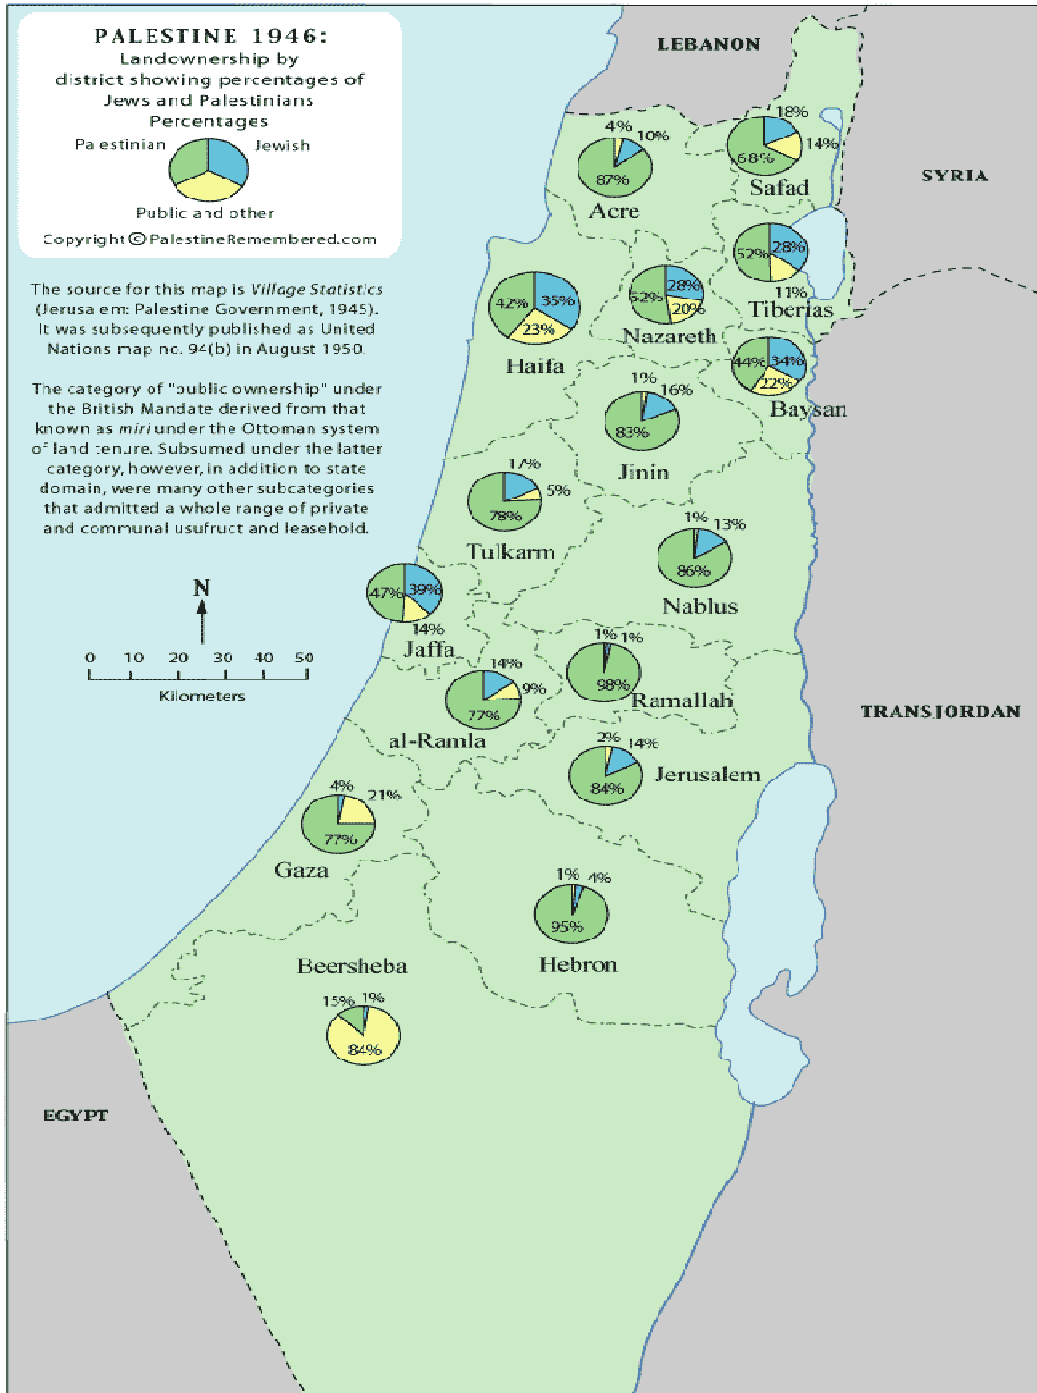 PALESTINE 1946:
Landownership by
district showing percentages of
Jews and Palestinians
Percentages
Palestinian
Jewish
Public and other
Copyright © PalestineRemembered.com
The source for this map is Village Statistics
(Jerusalem: Palestine Government, 1945).
It was subsequently published as United
Nations map no. 94(b) in August 1950.
The category of "public ownership" under
the British Mandate derived from that
known as miri under the Ottoman system
of land tenure. Subsumed under the latter
category, however, in addition to state
domain, were many other subcategories
that admitted a whole range of private
and communal usufruct and leasehold.
N
0 10 20 30 40 50
Kilometers
LEBANON
SYRIA
TRANSJORDAN
EGYPT
4% 10%
87%
Acre
18%
14%
68%
Safad
52% 28%
11%
Tiberias
42% 35%
23%
Haifa
52% 28%
20%
Nazareth
44% 34%
22%
Baysan
1% 16%
83%
Jinin
17%
5%
78%
Tulkarm
1% 13%
86%
Nablus
47% 39%
14%
Jaffa
1% 1%
98%
Ramallah
14%
9%
77%
al-Ramla
2% 14%
84%
Jerusalem
4% 21%
77%
Gaza
1% 4%
95%
Hebron
Beersheba
15% 1%
84%